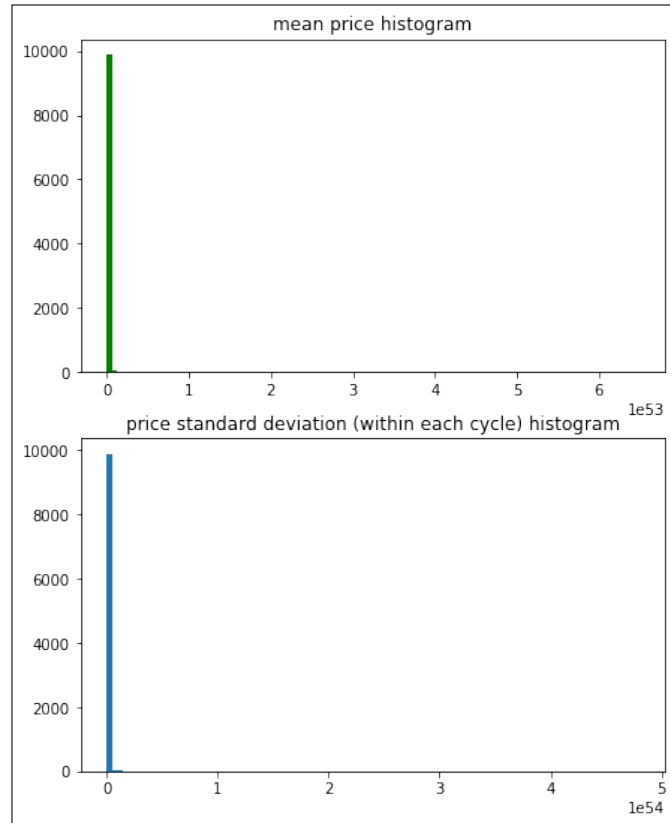 mean price histogram
10000
8000
6000
4000
2000
0
0 1 2 3 4 5 6
1e53
price standard deviation (within each cycle) histogram
10000
8000
6000
4000
2000
0
0 1 2 3 4 5
1e54